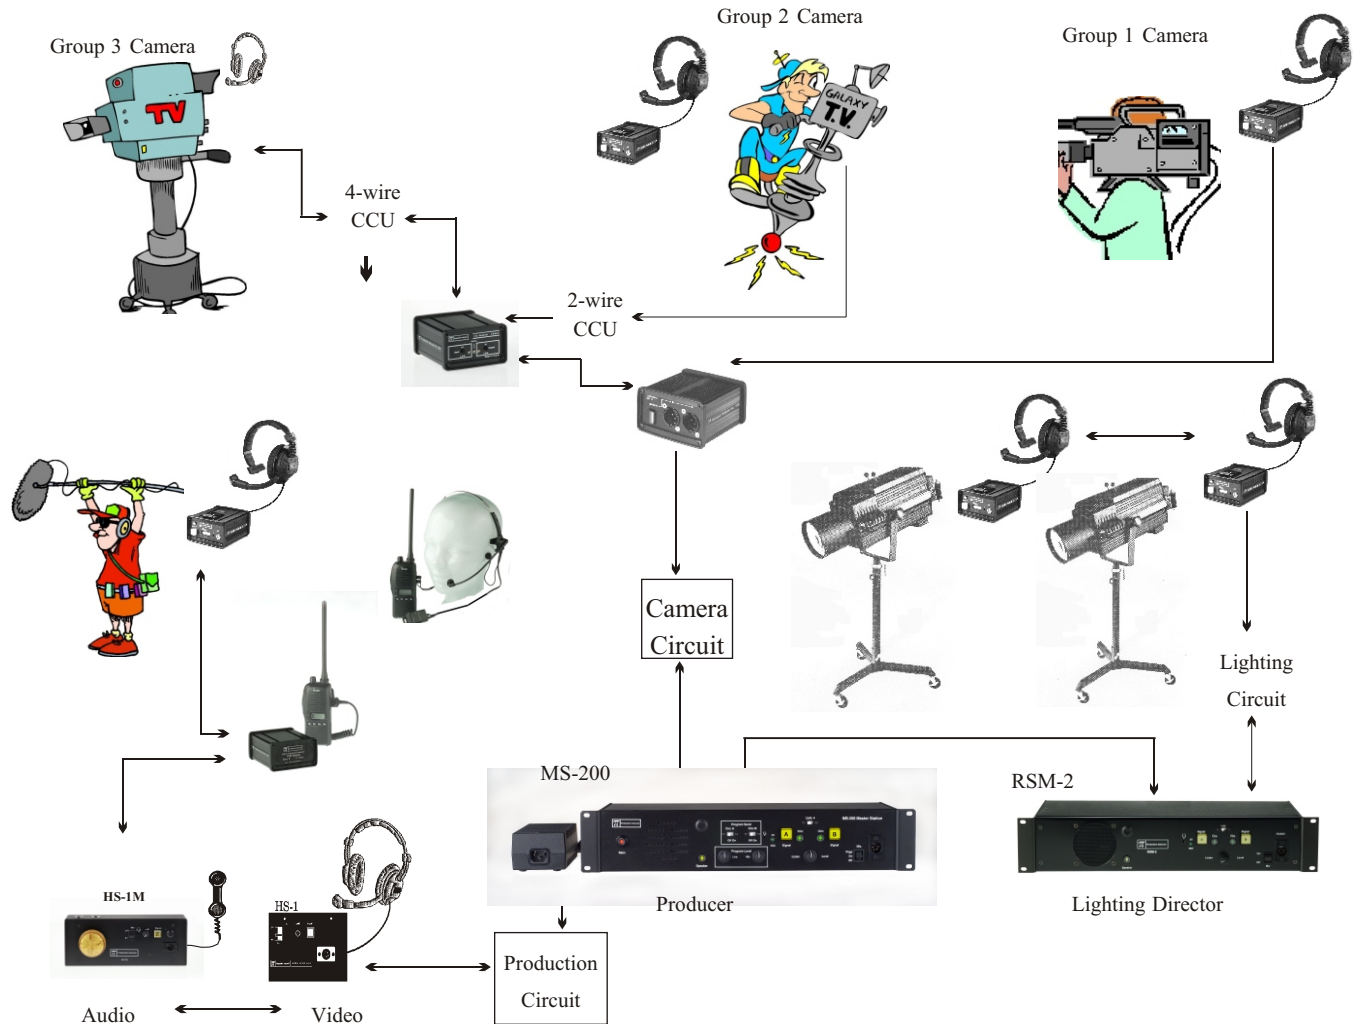 Group 2 Camera
Group 3 Camera
Group 1 Camera
TV
GALAXY
T.V.
4-wire
CCU
2-wire
CCU
Camera
Circuit
Lighting
Circuit
MS-200
RSM-2
Producer
Lighting Director
HS-1M
HS-1
Production
Circuit
Audio
Video